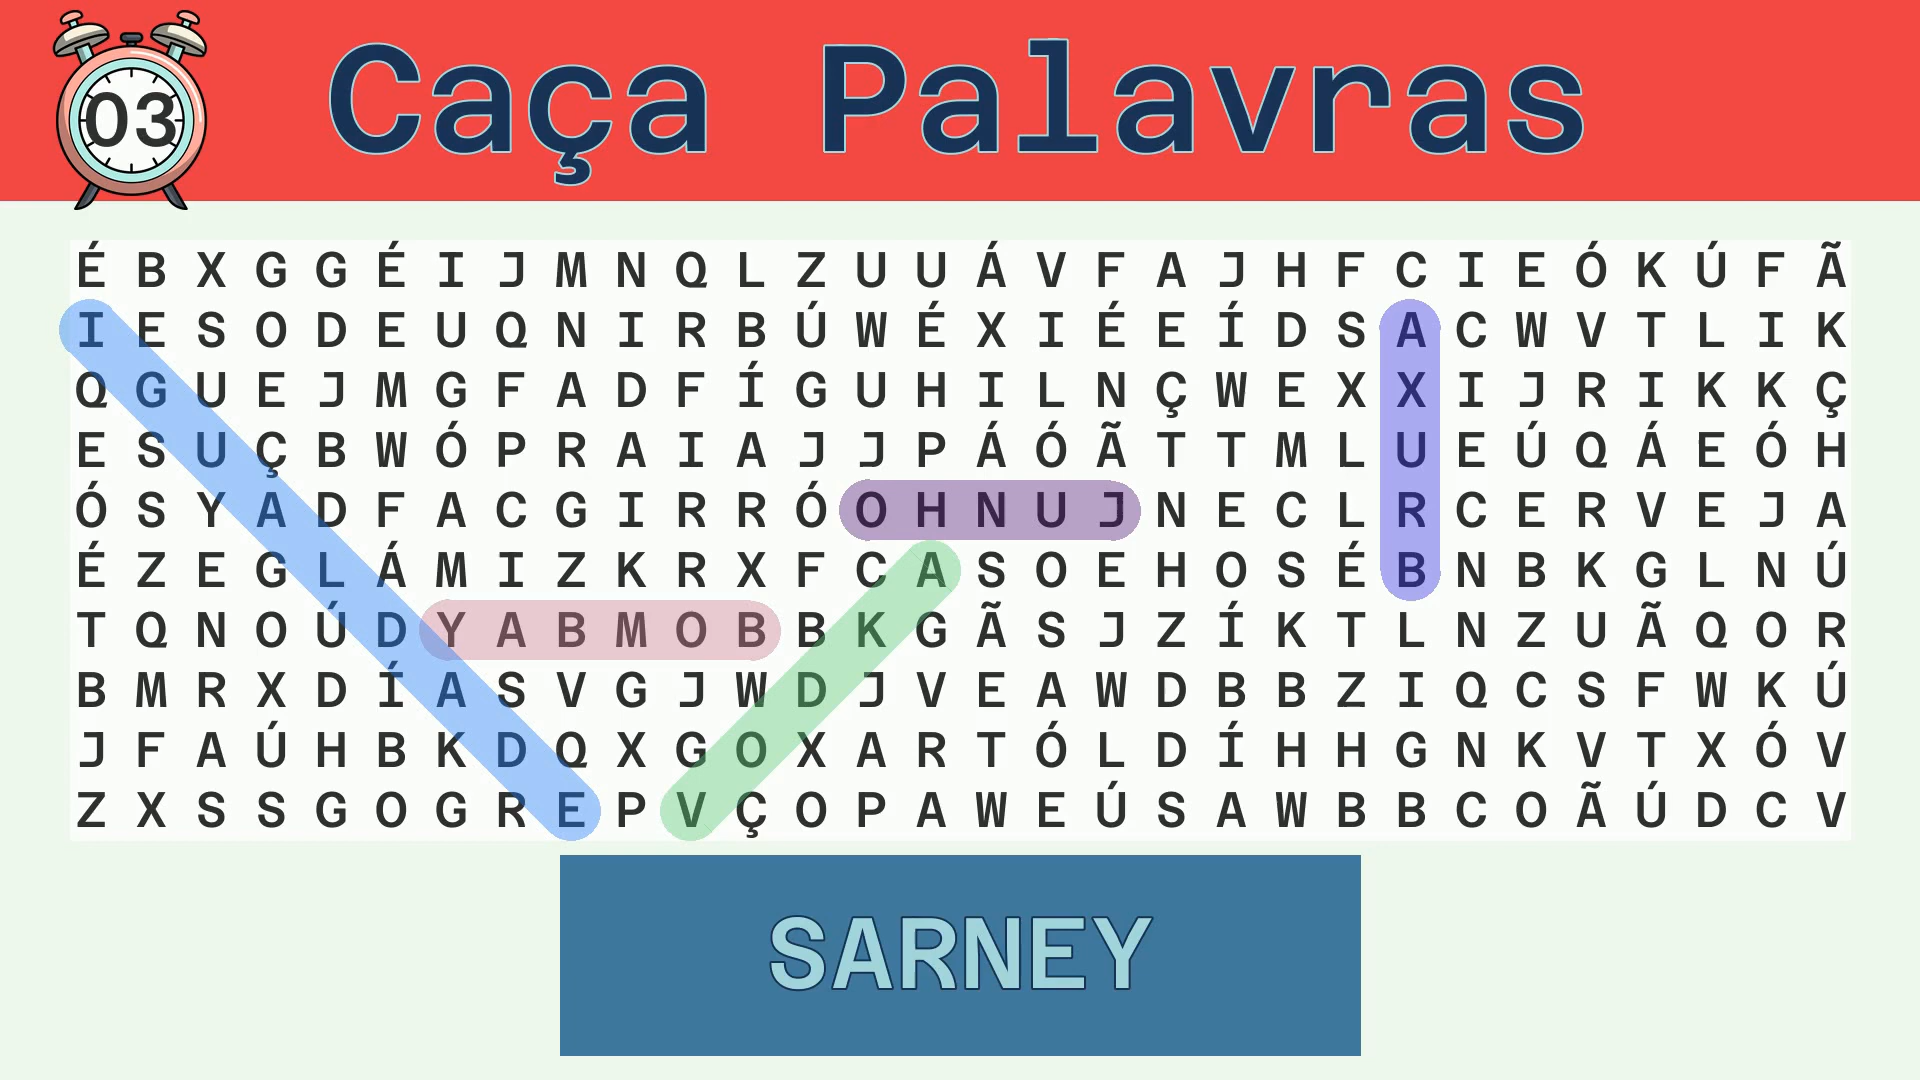 03
Caça Palavras
É B X G G É I J M N Q L Z U U Á V F A J H F C I E Ó K Ú F Ã
I E S O D E U Q N I R B Ú W É X I É E Í D S A C W V T L I K
Q G U E J M G F A D F Í G U H I L N Ç W E X X I J R I K K Ç
E S U Ç B W Ó P R A I A J J P Á Ó Ã T T M L U E Ú Q Á E Ó H
Ó S Y A D F A C G I R R Ó O H N U J N E C L R C E R V E J A
É Z E G L Á M I Z K R X F C A S O E H O S É B N B K G L N Ú
T Q N O Ú D Y A B M O B B K G Ã S J Z Í K T L N Z U Ã Q O R
B M R X D Í A S V G J W D J V E A W D B B Z I Q C S F W K Ú
J F A Ú H B K D Q X G O X A R T Ó L D Í H H G N K V T X Ó V
Z X S S G O G R E P V Ç O P A W E Ú S A W B B C O Ã Ú D C V
SARNEY